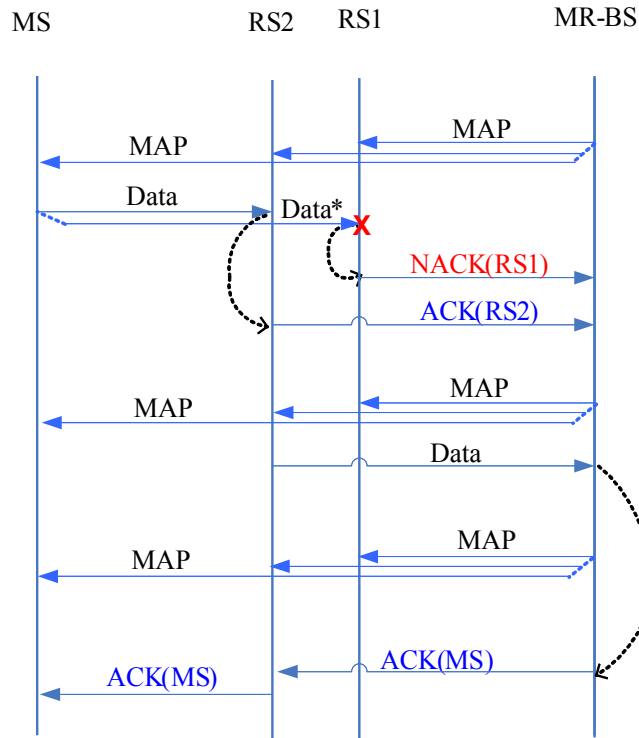 MS
RS2
RS1
MR-BS
MAP
MAP
Data
Data*
X
NACK(RS1)
ACK(RS2)
MAP
MAP
Data
MAP
MAP
ACK(MS)
ACK(MS)